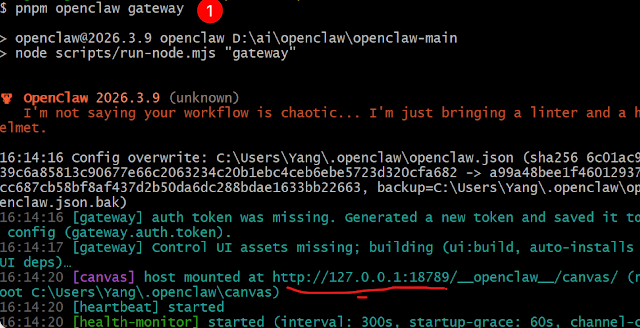 $ pnpm openclaw gateway
1
> openclaw@2026.3.9 openclaw D:\ai\openclaw\openclaw-main
> node scripts/run-node.mjs "gateway"
OpenClaw 2026.3.9 (unknown)
I'm not saying your workflow is chaotic... I'm just bringing a linter and a h
elmet.
16:14:16 Config overwrite: C:\Users\Yang\.openclaw\openclaw.json (sha256 6c01ac9
39c6a85813c90677e66c2063234c20b1ebc4ceb6ebe5723d320cfa682 -> a99a48bee1f46012937
cc687cb58bf8af437d2b50da6dc288bdae1633bb22663, backup=C:\Users\Yang\.openclaw\op
enclaw.json.bak)
16:14:16 [gateway] auth token was missing. Generated a new token and saved it to
config (gateway.auth.token).
16:14:17 [gateway] Control UI assets missing; building (ui:build, auto-installs
UI deps)…
16:14:20 [canvas] host mounted at http://127.0.0.1:18789/__openclaw__/canvas/ (r
oot C:\Users\Yang\.openclaw\canvas)
16:14:20 [heartbeat] started
16:14:20 [health-monitor] started (interval: 300s, startup-grace: 60s, channel-c